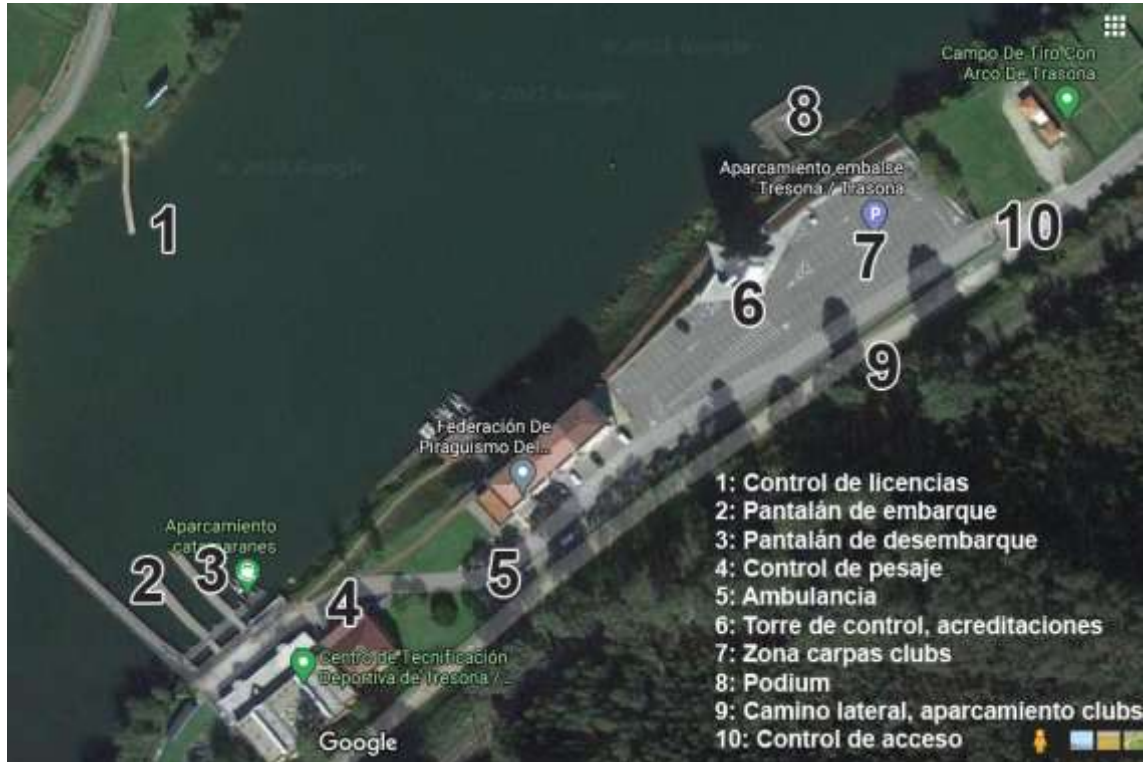 Campo De Tiro Con
Arco De Trasona
8
Aparcamiento embalse
Tresona / Trasona
P
1
10
7
6
9
Federación De
Piragüismo Del...
Aparcamiento
catamaranes
2
3
4
5
Centro de Tecnificación
Deportiva de Tresona /...
Google
1: Control de licencias
2: Pantalán de embarque
3: Pantalán de desembarque
4: Control de pesaje
5: Ambulancia
6: Torre de control, acreditaciones
7: Zona carpas clubs
8: Podium
9: Camino lateral, aparcamiento clubs
10: Control de acceso